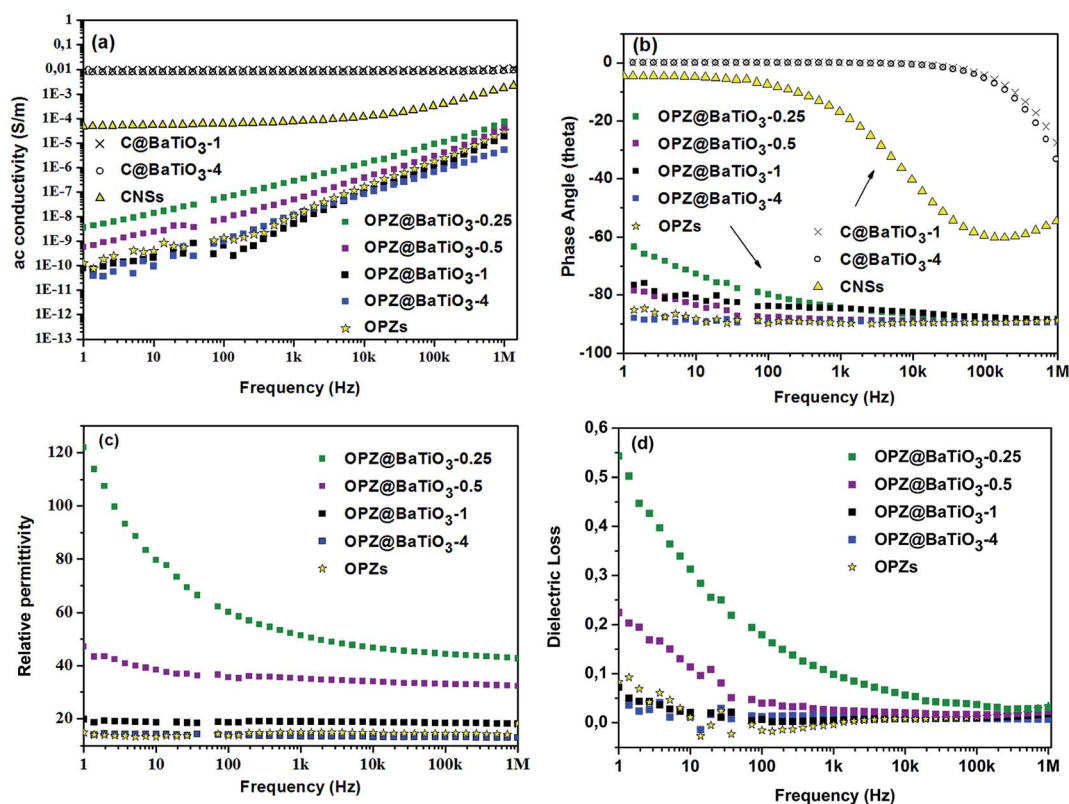 (a)
ac conductivity (S/m)
1
0,1
0,01
1E-3
1E-4
1E-5
1E-6
1E-7
1E-8
1E-9
1E-10
1E-11
1E-12
1E-13
C@BaTiO3-1
C@BaTiO3-4
CNSs
OPZ@BaTiO3-0.25
OPZ@BaTiO3-0.5
OPZ@BaTiO3-1
OPZ@BaTiO3-4
OPZs
1 10 100 1k 10k 100k 1M
Frequency (Hz)
(b)
Phase Angle (theta)
0
-20
-40
-60
-80
-100
OPZ@BaTiO3-0.25
OPZ@BaTiO3-0.5
OPZ@BaTiO3-1
OPZ@BaTiO3-4
OPZs
C@BaTiO3-1
C@BaTiO3-4
CNSs
1 10 100 1k 10k 100k 1M
Frequency (Hz)
(c)
Relative permittivity
120
100
80
60
40
20
OPZ@BaTiO3-0.25
OPZ@BaTiO3-0.5
OPZ@BaTiO3-1
OPZ@BaTiO3-4
OPZs
1 10 100 1k 10k 100k 1M
Frequency (Hz)
(d)
Dielectric Loss
0,6
0,5
0,4
0,3
0,2
0,1
0,0
OPZ@BaTiO3-0.25
OPZ@BaTiO3-0.5
OPZ@BaTiO3-1
OPZ@BaTiO3-4
OPZs
1 10 100 1k 10k 100k 1M
Frequency (Hz)